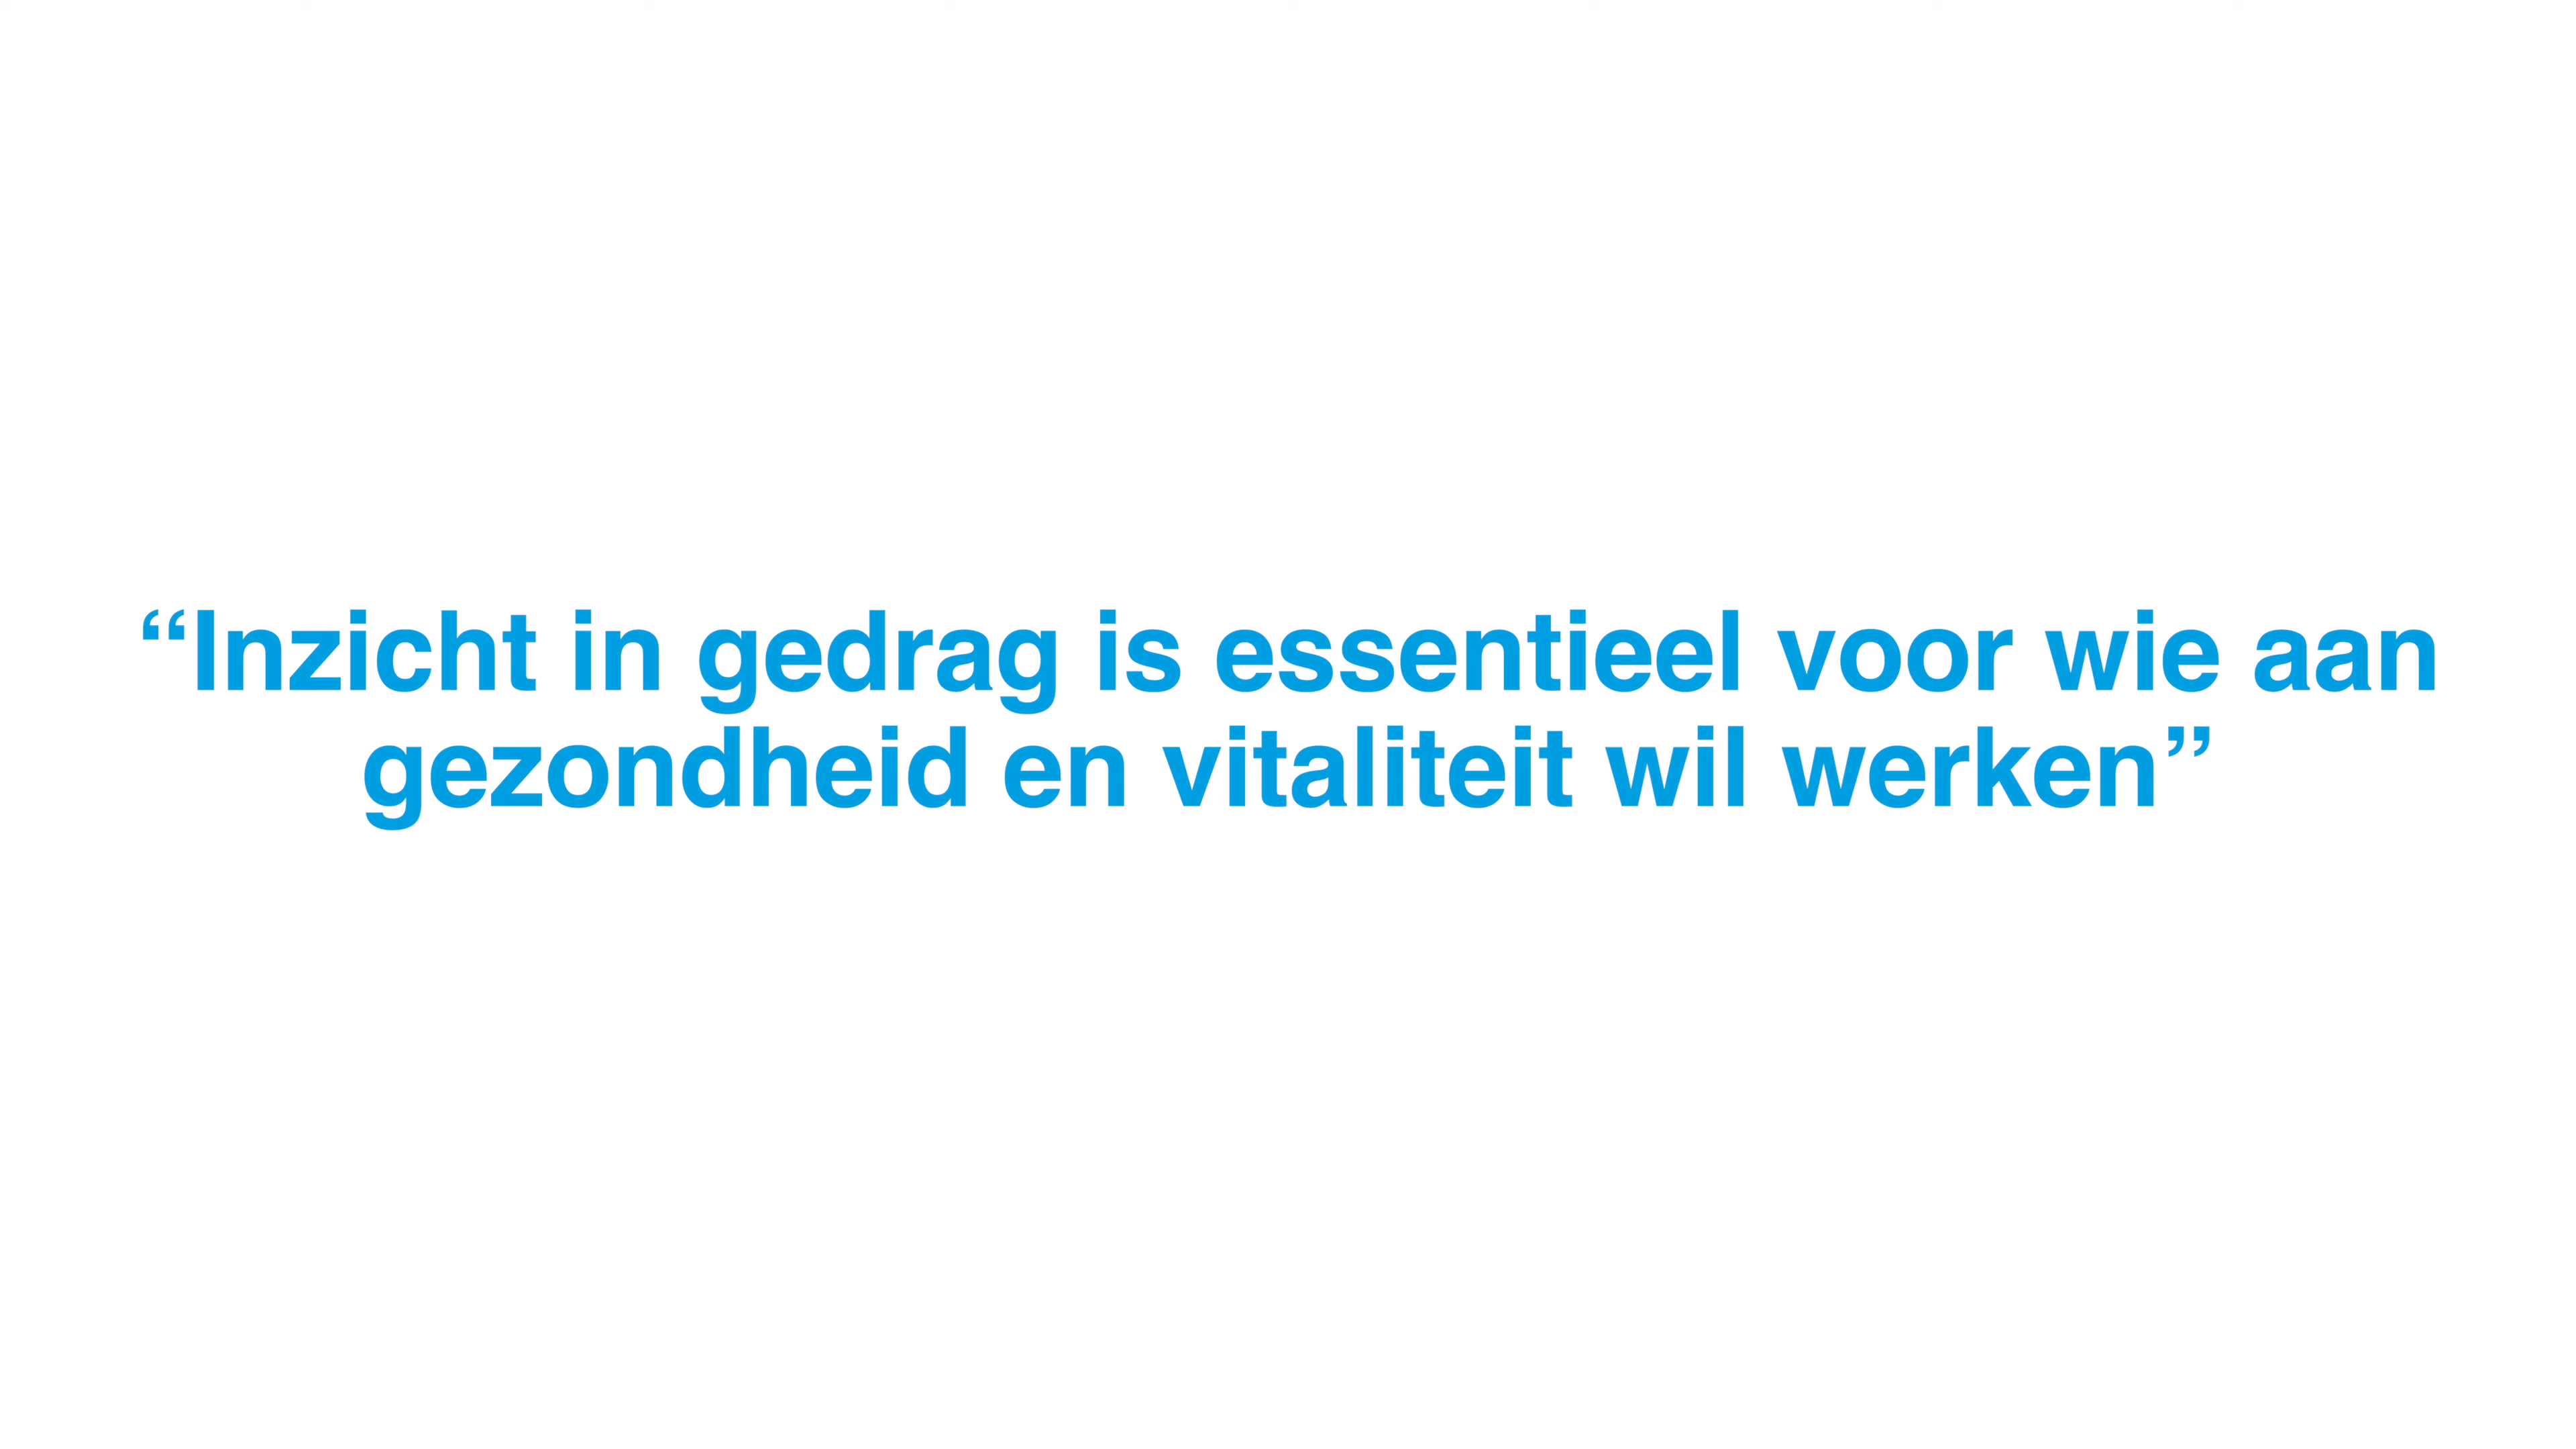 “Inzicht in gedrag is essentieel voor wie aan
gezondheid en vitaliteit wil werken”